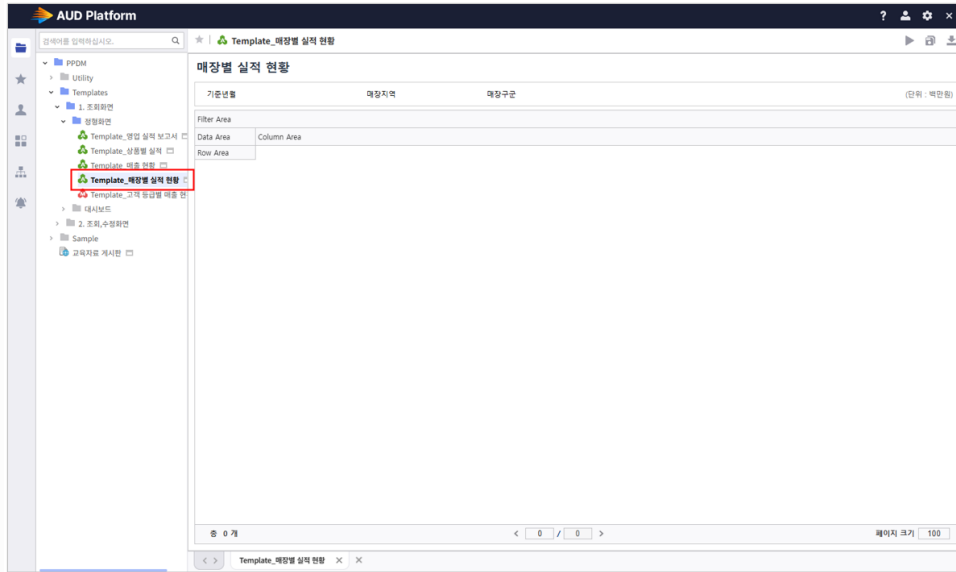 AUD Platform
?
검색어를 입력하십시오.
Template_매장별 실적 현황
PPDM
Utility
Templates
1. 조회화면
정형화면
Template_영업 실적 보고서
Template_상품별 실적
Template_매출 현황
Template_매장별 실적 현황
Template_고객 등급별 매출 현
대시보드
2. 조회,수정화면
Sample
교육자료 게시판
매장별 실적 현황
기준년월 매장지역 매장구군 (단위 : 백만원)
Filter Area
Data Area Column Area
Row Area
총 0 개 < 0 / 0 > 페이지 크기 100
< > Template_매장별 실적 현황 × ×